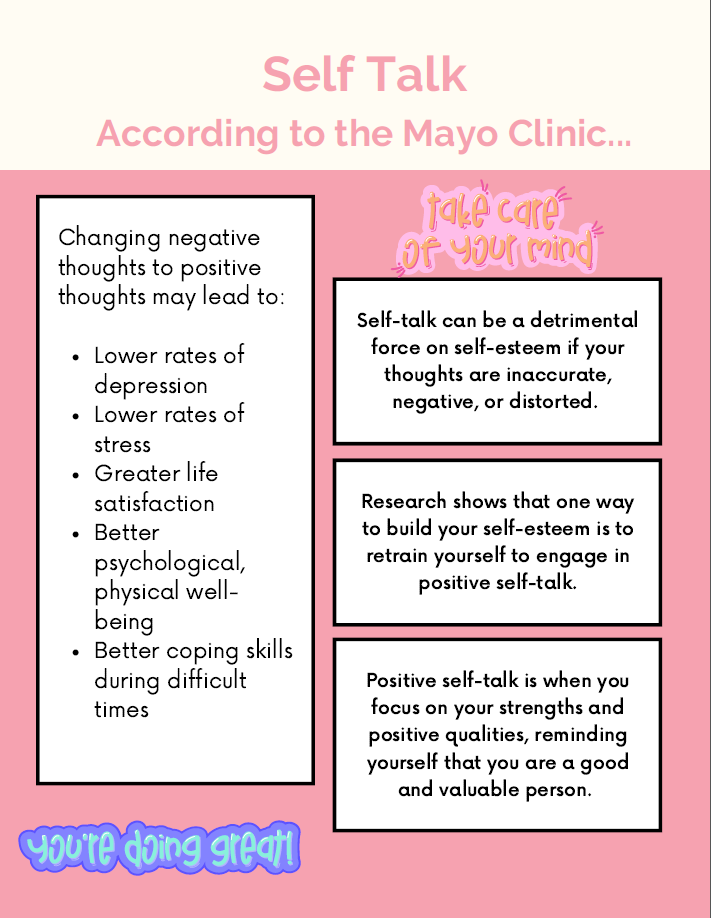 Self Talk
According to the Mayo Clinic...
Changing negative
thoughts to positive
thoughts may lead to:
• Lower rates of
depression
• Lower rates of
stress
• Greater life
satisfaction
• Better
psychological,
physical well-
being
• Better coping skills
during difficult
times
you're doing great!
take care
of your mind
Self-talk can be a detrimental
force on self-esteem if your
thoughts are inaccurate,
negative, or distorted.
Research shows that one way
to build your self-esteem is to
retrain yourself to engage in
positive self-talk.
Positive self-talk is when you
focus on your strengths and
positive qualities, reminding
yourself that you are a good
and valuable person.